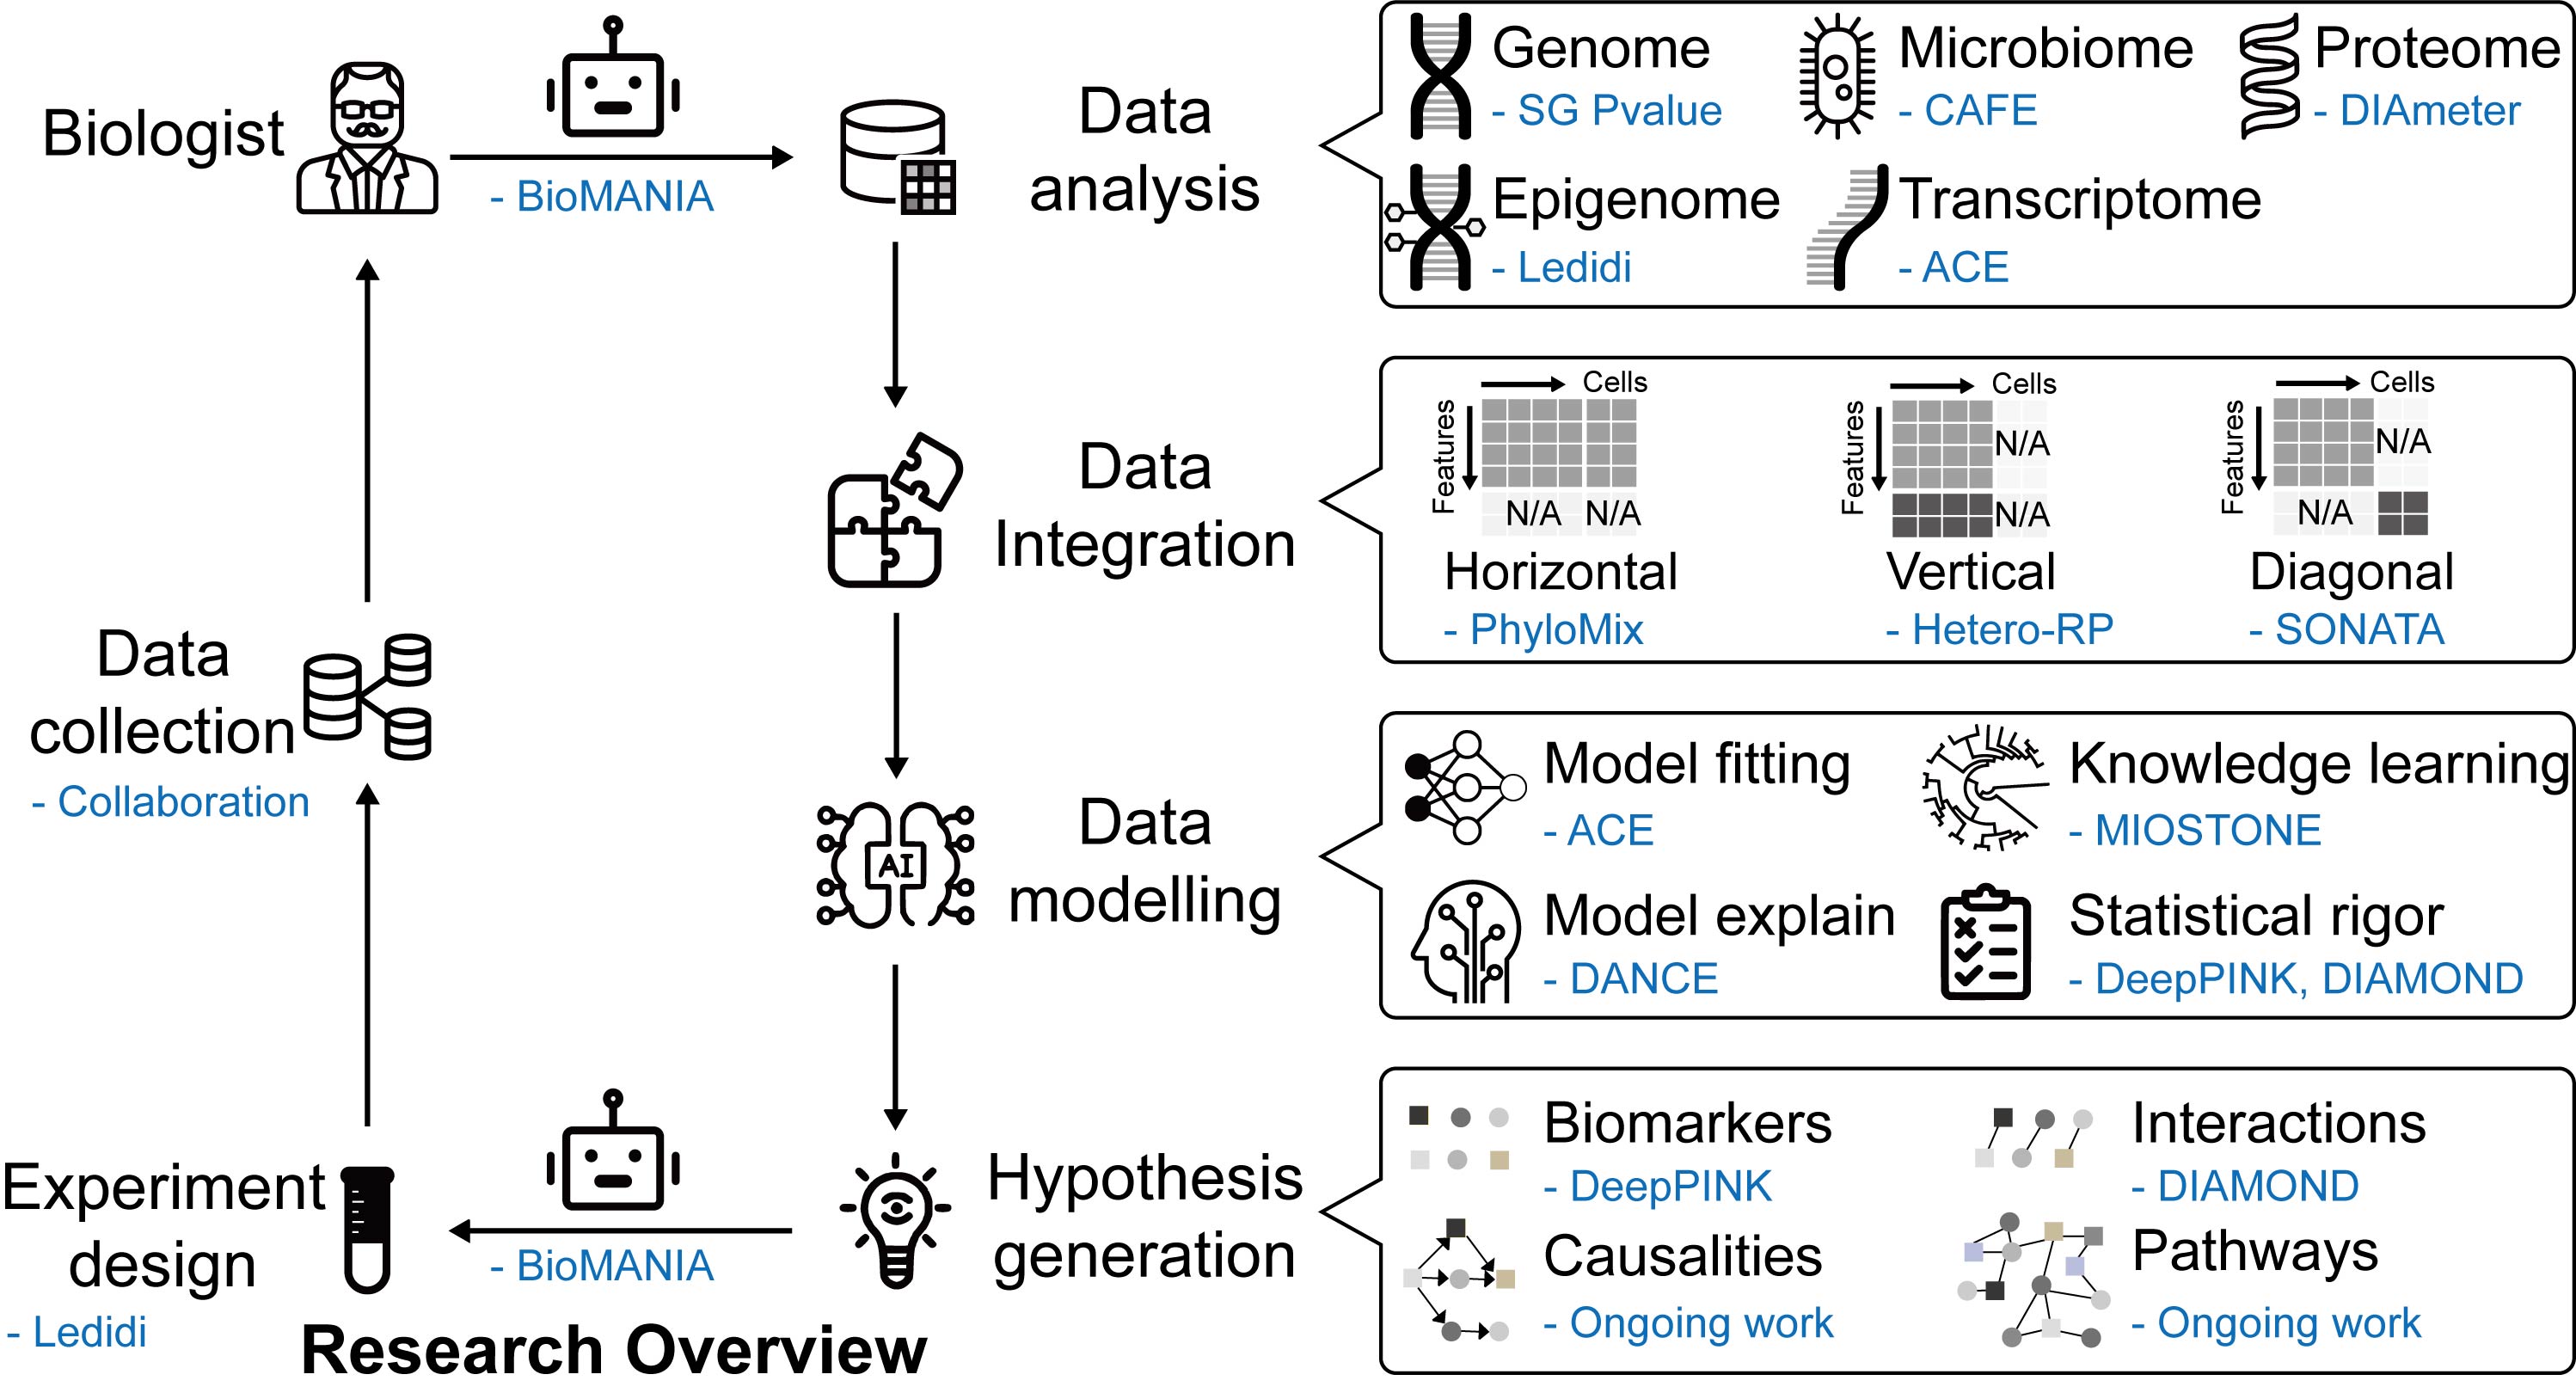 Biologist
- BioMANIA
Data
analysis
Genome
- SG Pvalue
Microbiome
- CAFE
Proteome
- DIAmeter
Epigenome
- Ledidi
Transcriptome
- ACE
Data
Integration
Cells
Features
N/A
N/A
Horizontal
- PhyloMix
Cells
Features
N/A
N/A
Vertical
- Hetero-RP
Cells
Features
N/A
N/A
Diagonal
- SONATA
Data
collection
- Collaboration
AI
Data
modelling
Model fitting
- ACE
Knowledge learning
- MIOSTONE
Model explain
- DANCE
Statistical rigor
- DeepPINK, DIAMOND
Experiment
design
- Ledidi
- BioMANIA
Hypothesis
generation
Biomarkers
- DeepPINK
Interactions
- DIAMOND
Causalities
- Ongoing work
Pathways
- Ongoing work
Research Overview